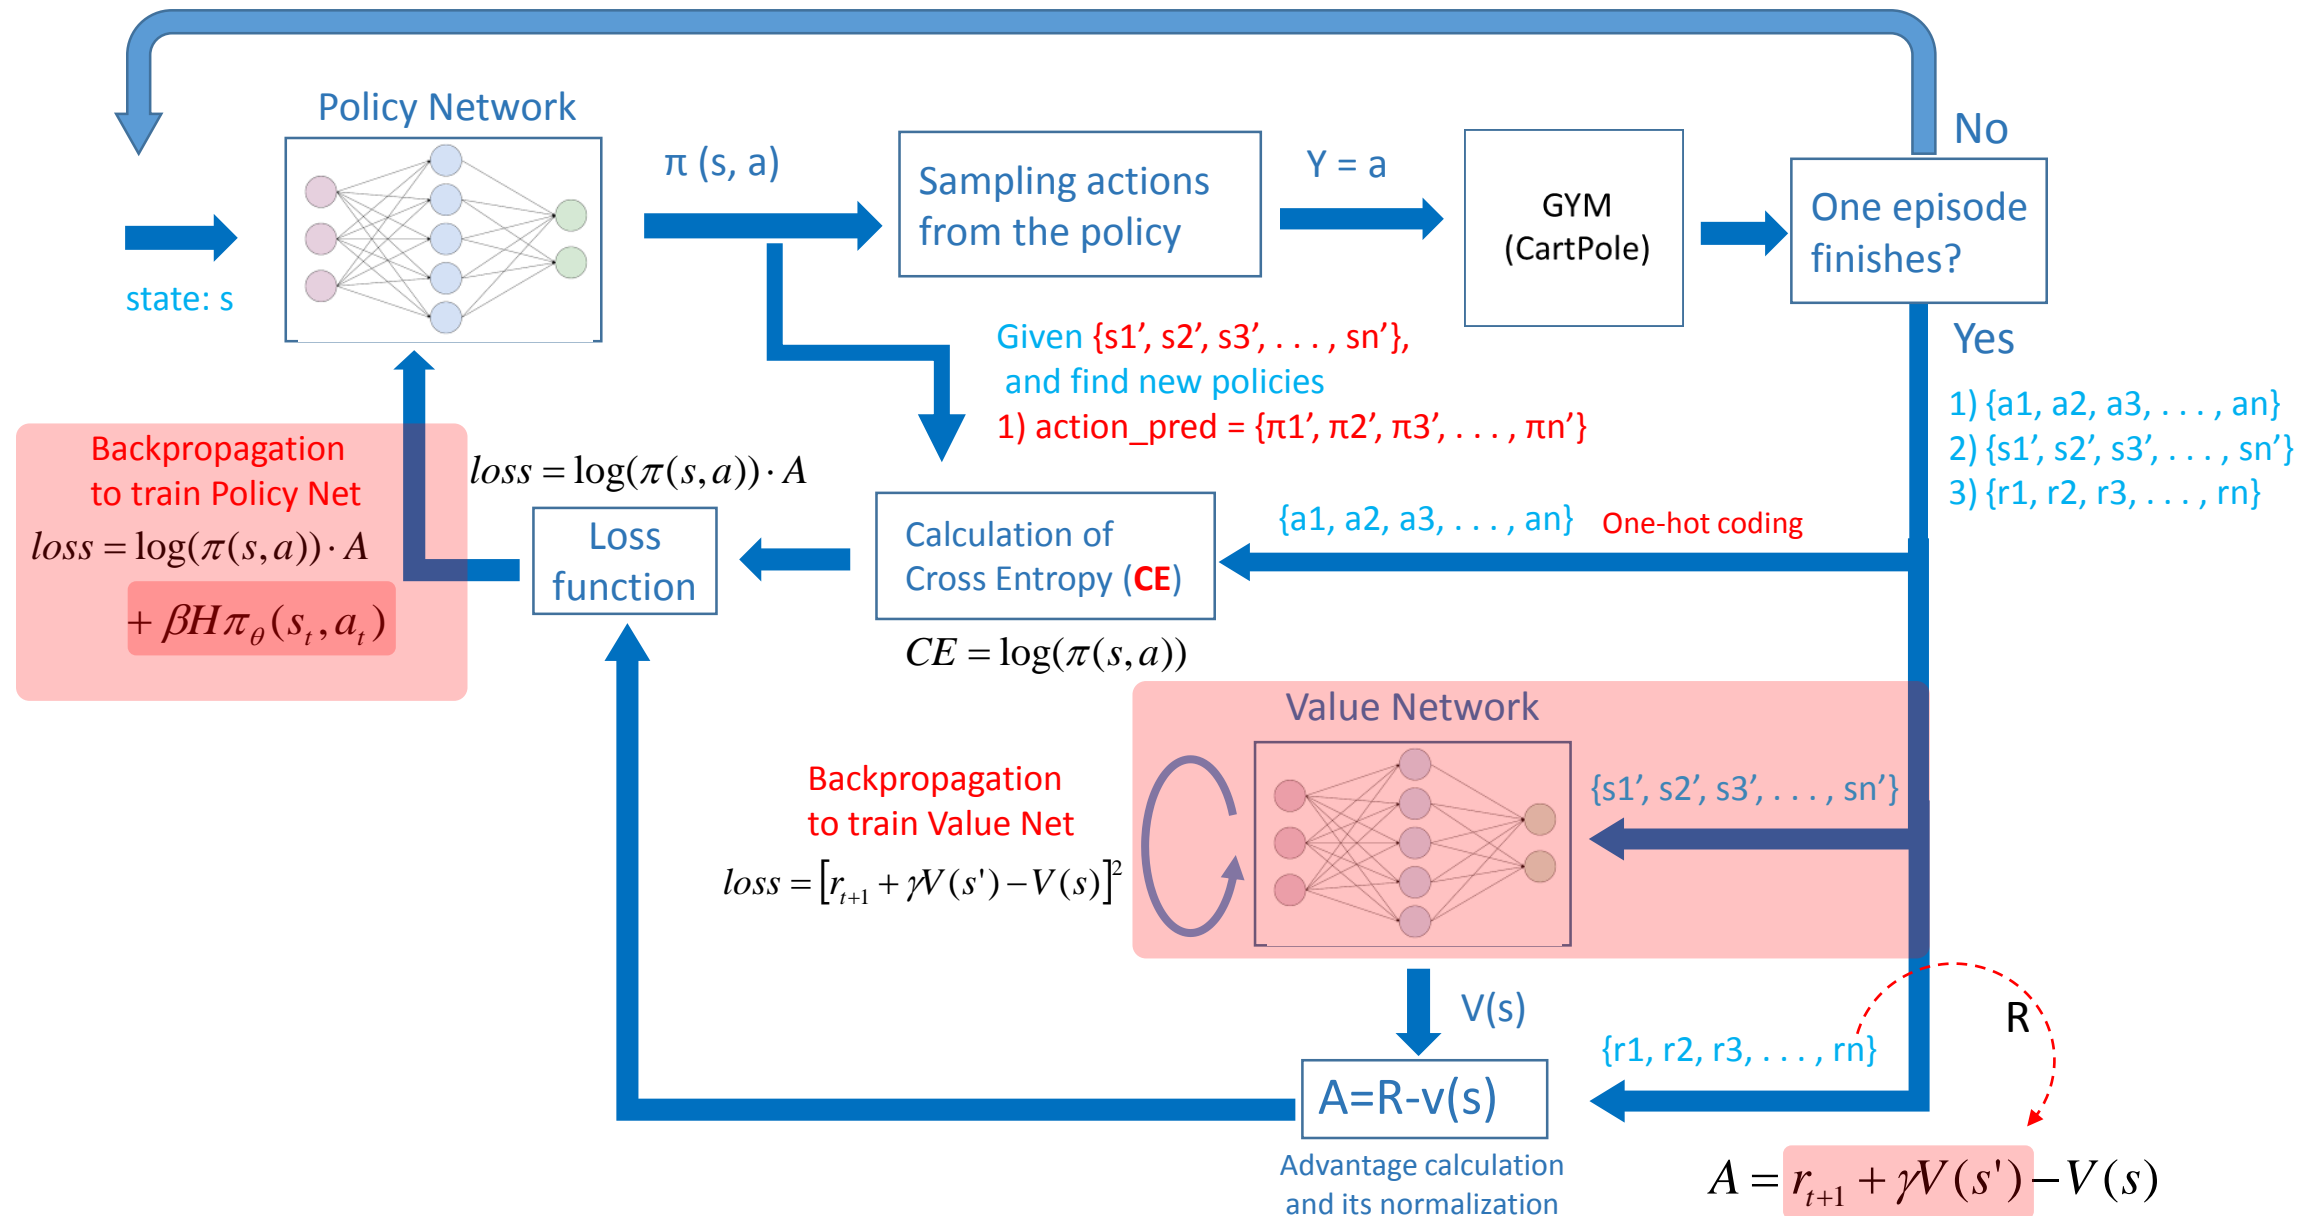 No
Policy Network
π (s, a)
Sampling actions
from the policy
Y = a
GYM
(CartPole)
One episode
finishes?
state: s
Yes
1) {a1, a2, a3, . . . , an}
2) {s1’, s2’, s3’, . . . , sn’}
3) {r1, r2, r3, . . . , rn}
Given {s1’, s2’, s3’, . . . , sn’},
and find new policies
1) action_pred = {π1’, π2’, π3’, . . . , πn’}
Backpropagation
to train Policy Net
loss = log(π(s,a))· A
+ βHπ_θ(s_t, a_t)
loss = log(π(s,a))· A
Loss
function
Calculation of
Cross Entropy (CE)
CE = log(π(s,a))
{a1, a2, a3, . . . , an} One-hot coding
Value Network
Backpropagation
to train Value Net
loss = [r_{t+1} + γV(s') − V(s)]²
{s1’, s2’, s3’, . . . , sn’}
V(s)
R
{r1, r2, r3, . . . , rn}
A=R-v(s)
Advantage calculation
and its normalization
A = r_{t+1} + γV(s') − V(s)